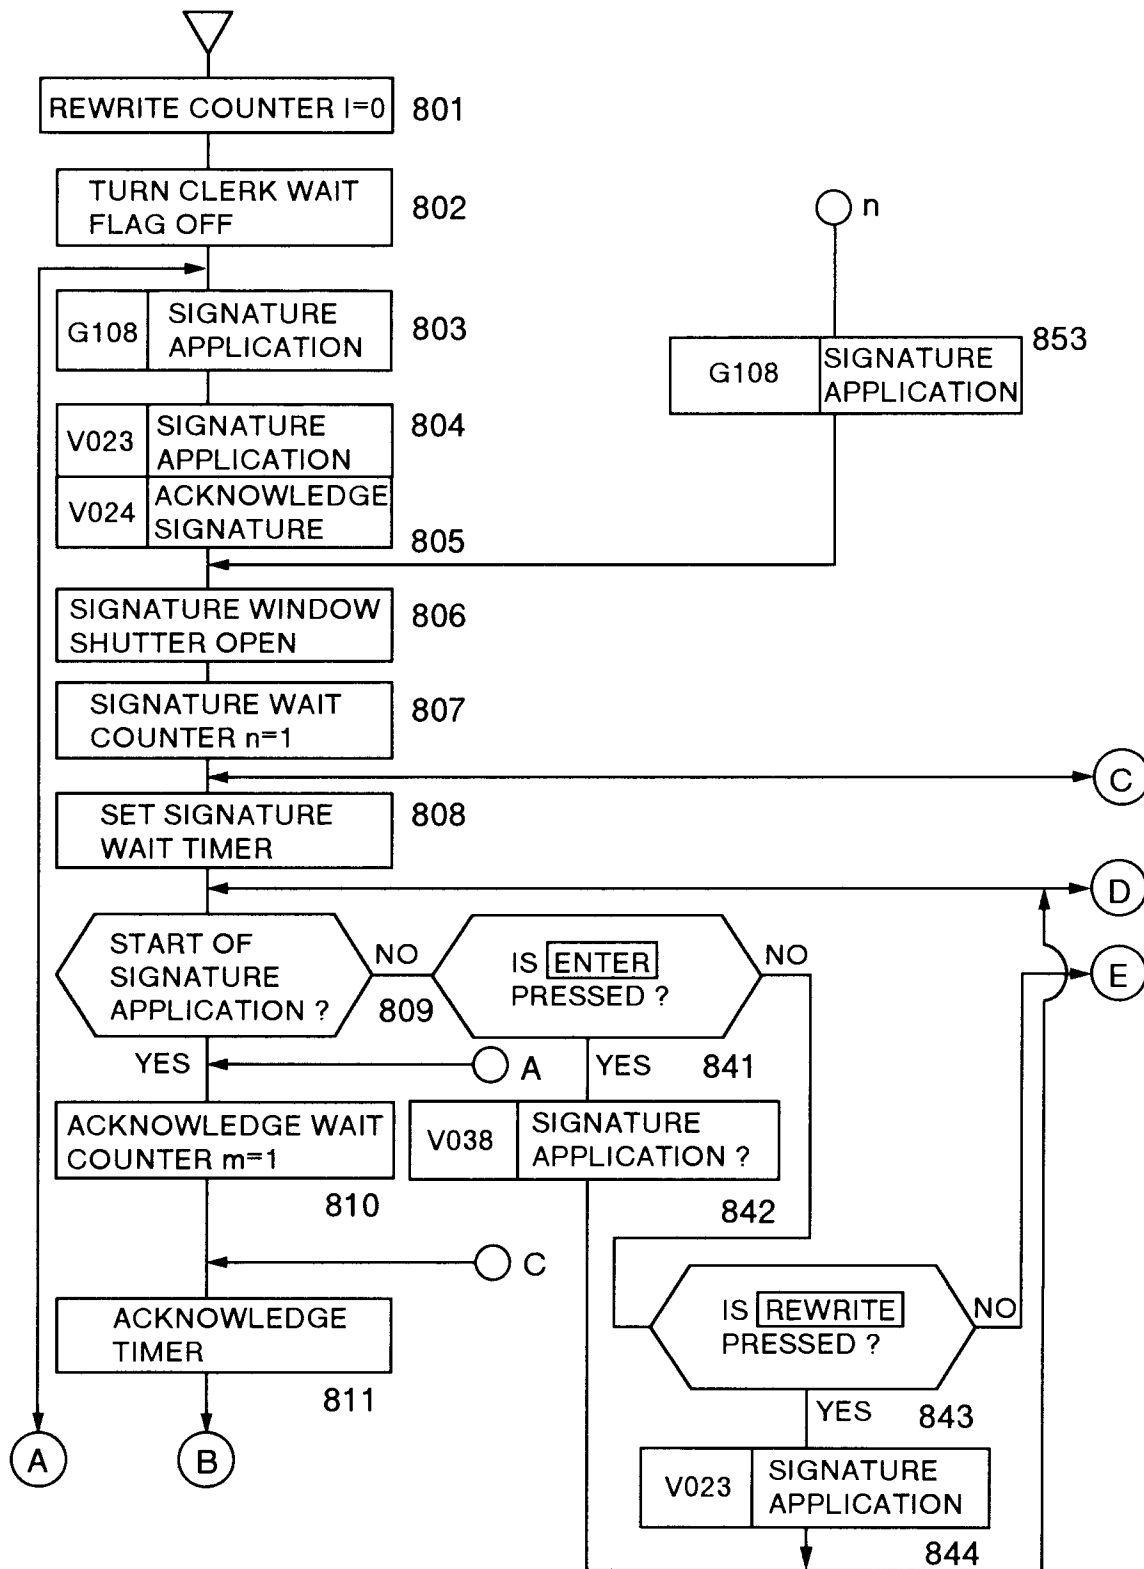 REWRITE COUNTER I=0
801
TURN CLERK WAIT
FLAG OFF
802
n
G108
SIGNATURE
APPLICATION
803
G108
SIGNATURE
APPLICATION
853
V023
SIGNATURE
APPLICATION
804
V024
ACKNOWLEDGE
SIGNATURE
805
SIGNATURE WINDOW
SHUTTER OPEN
806
SIGNATURE WAIT
COUNTER n=1
807
C
SET SIGNATURE
WAIT TIMER
808
D
START OF
SIGNATURE
APPLICATION ?
NO
809
IS ENTER
PRESSED ?
NO
E
YES
A
YES
841
ACKNOWLEDGE WAIT
COUNTER m=1
810
V038
SIGNATURE
APPLICATION ?
842
C
ACKNOWLEDGE
TIMER
811
IS REWRITE
PRESSED ?
NO
YES
843
A
B
V023
SIGNATURE
APPLICATION
844